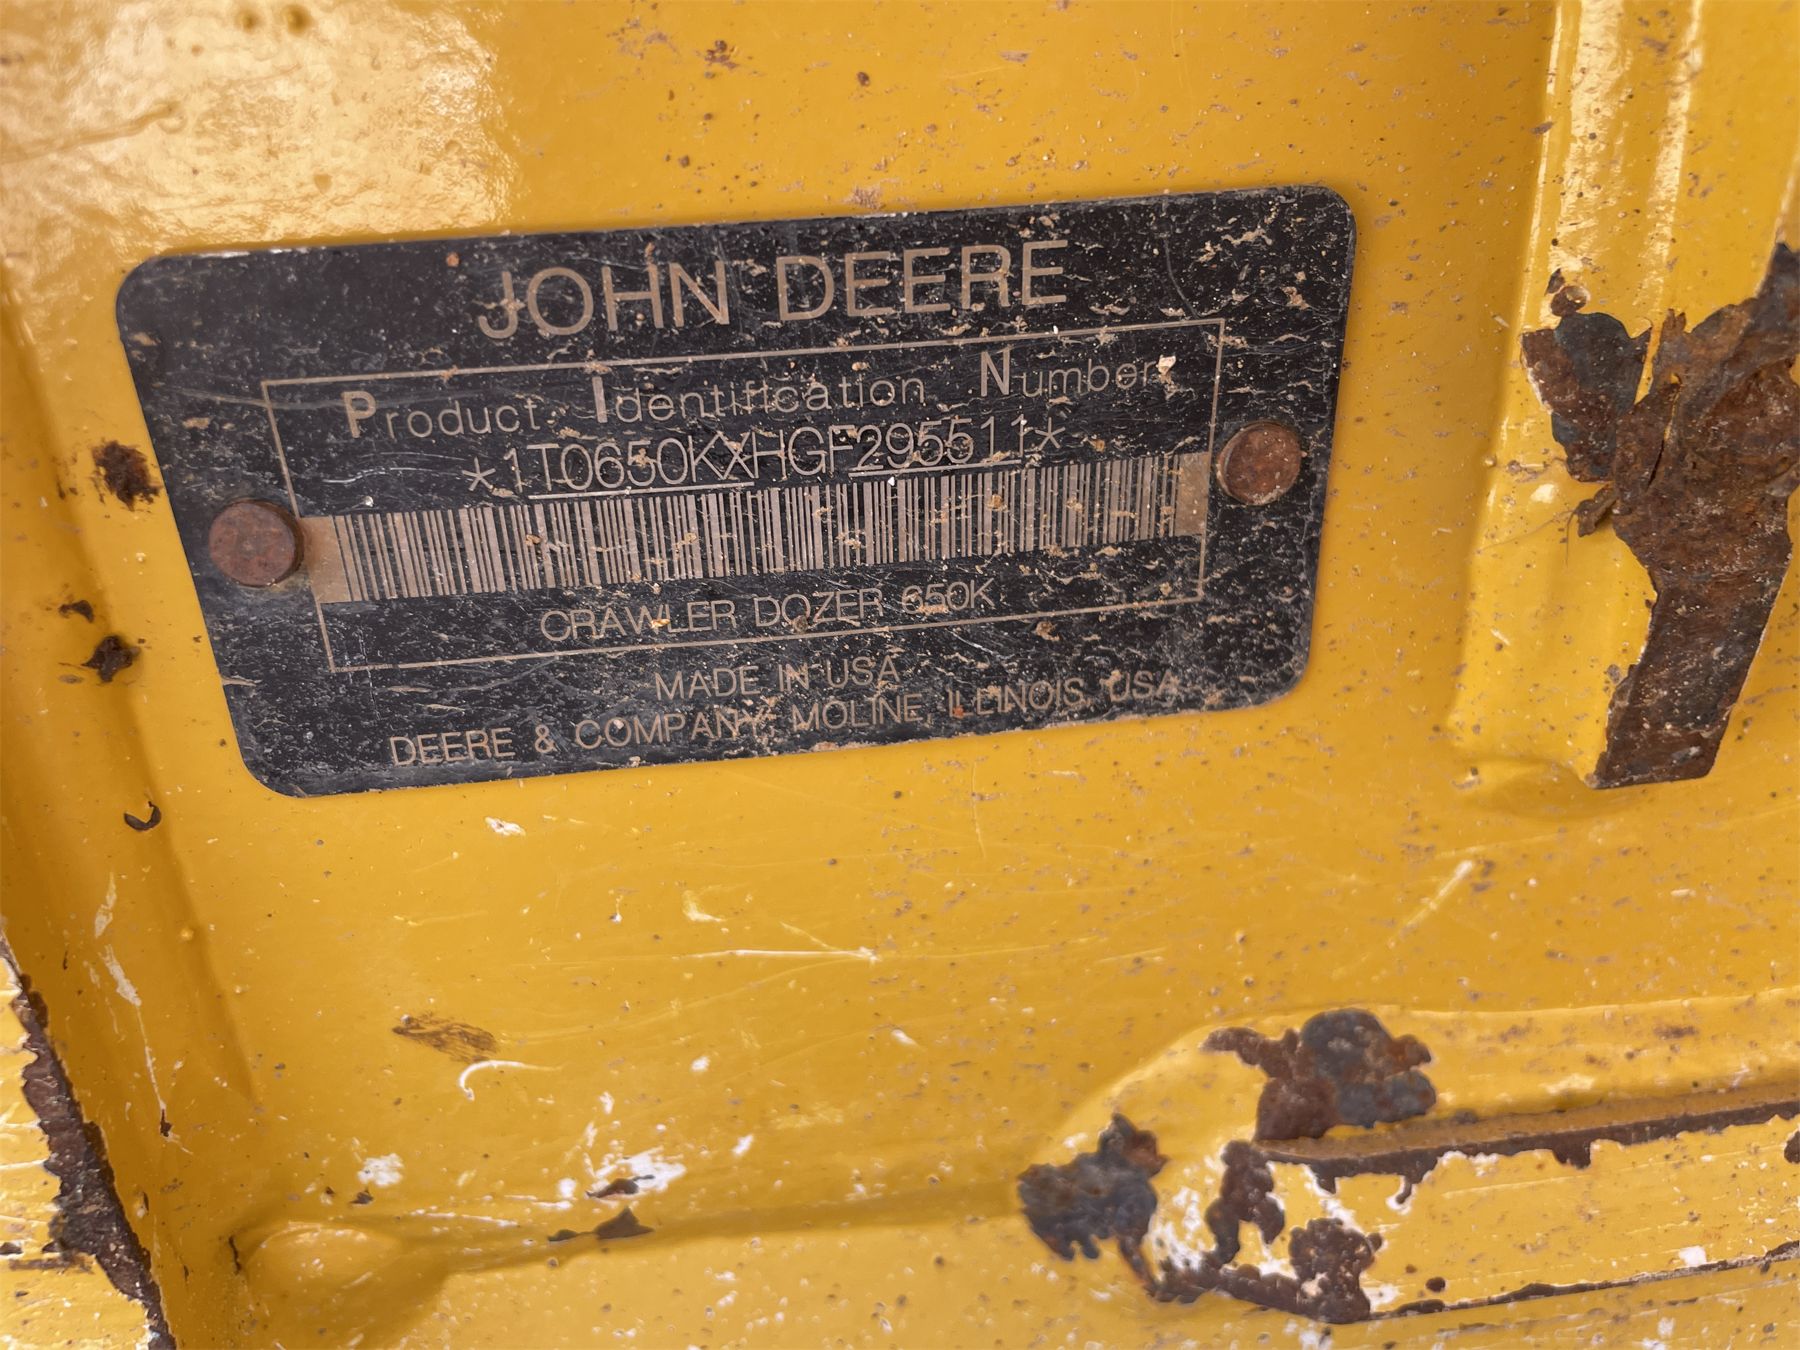 JOHN DEERE
Product Identification Number
*1T0650KXHGF295511*
CRAWLER DOZER 650K
MADE IN USA
DEERE & COMPANY, MOLINE, ILLINOIS, USA